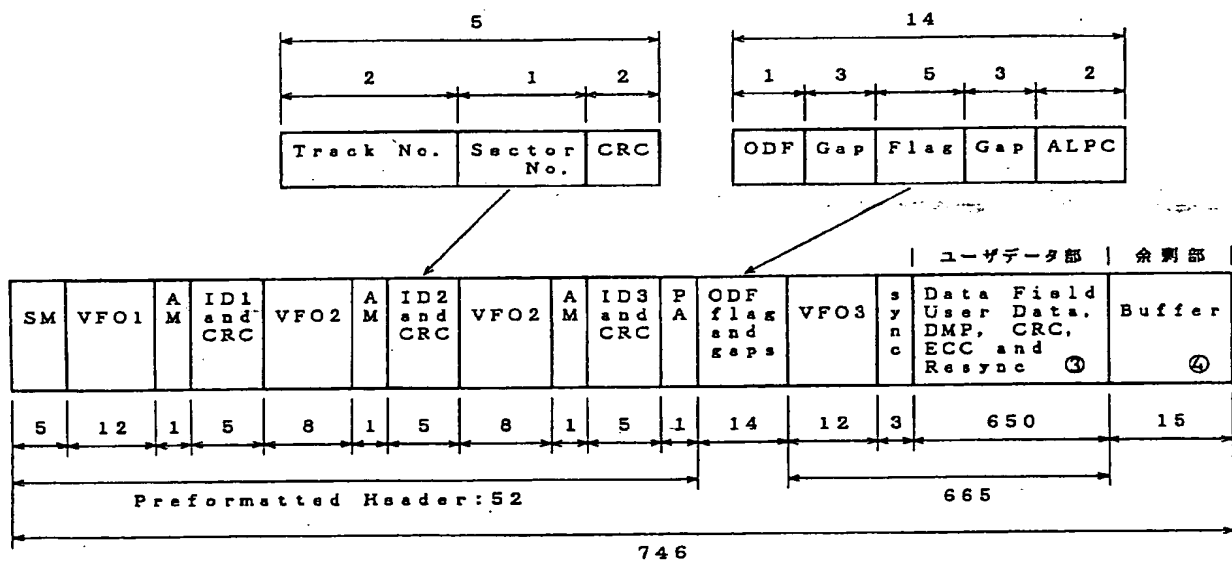 5
14
2 1 2
1 3 5 3 2
Track No.
Sector No.
CRC
ODF
Gap
Flag
Gap
ALPC
ユーザデータ部
余剰部
SM
VFO1
AM
ID1 and CRC
VFO2
AM
ID2 and CRC
VFO2
AM
ID3 and CRC
PA
ODF flag and gaps
VFO3
sync
Data Field
User Data,
DMP, CRC,
ECC and
Resync ③
Buffer
④
5 12 1 5 8 1 5 8 1 5 1 14 12 3 650 15
Preformatted Header:52
665
746